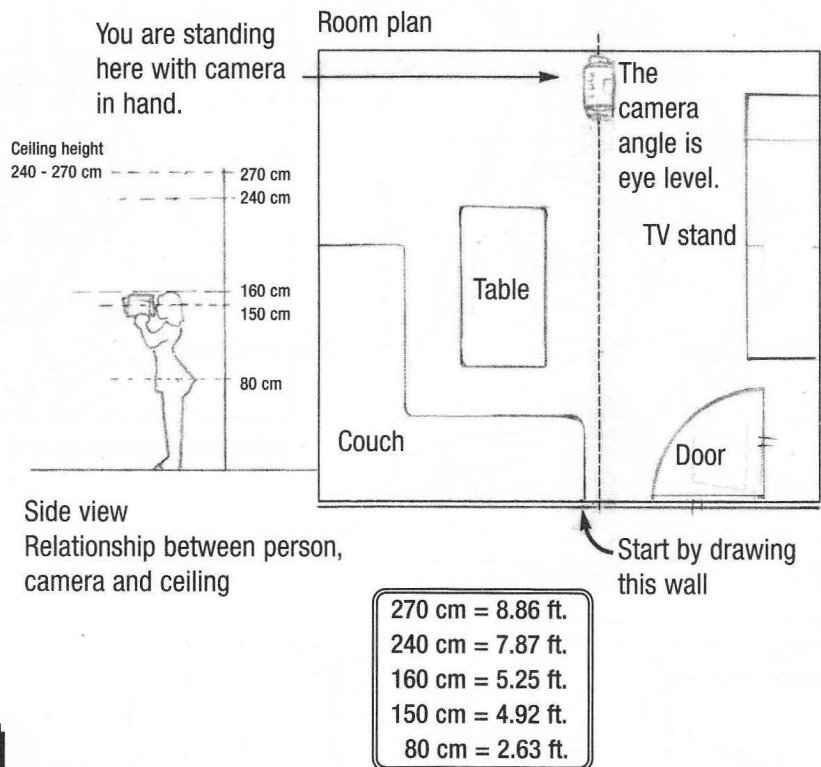 Room plan
You are standing
here with camera
in hand.
The
camera
angle is
eye level.
Ceiling height
240 - 270 cm
270 cm
240 cm
160 cm
150 cm
80 cm
TV stand
Table
Couch
Door
Side view
Relationship between person,
camera and ceiling
Start by drawing
this wall
270 cm = 8.86 ft.
240 cm = 7.87 ft.
160 cm = 5.25 ft.
150 cm = 4.92 ft.
80 cm = 2.63 ft.